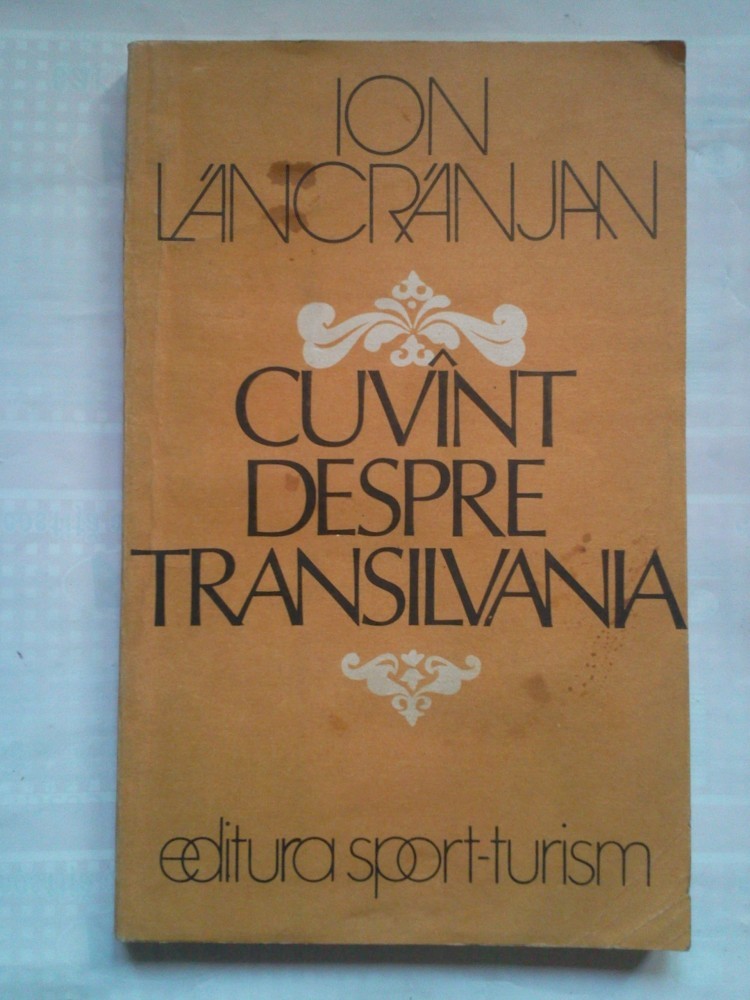 ION
LĂNCRĂNJAN
CUVÎNT
DESPRE
TRANSILVANIA
editura sport-turism